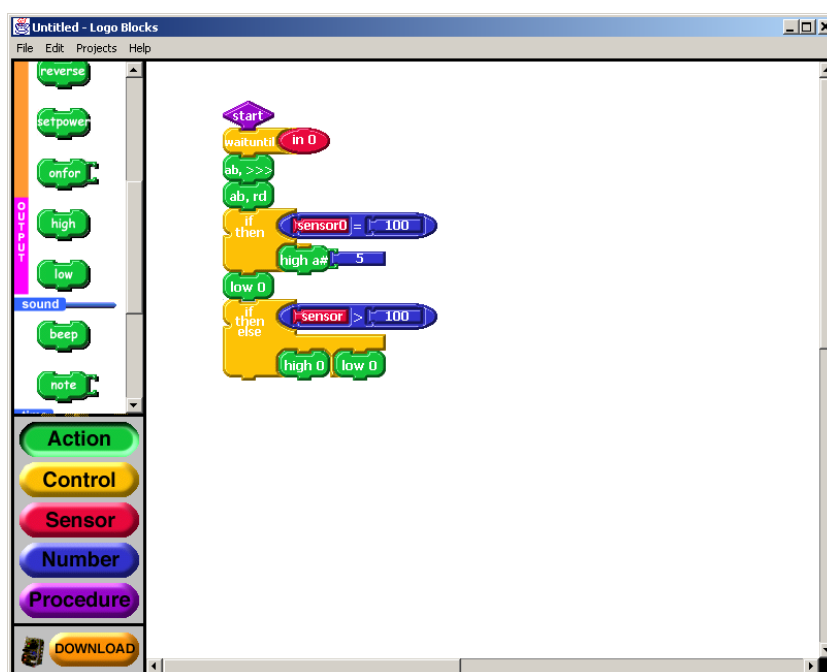 Untitled - Logo Blocks
File Edit Projects Help
reverse
setpower
onfor
high
low
OUTPUT
sound
beep
note
Action
Control
Sensor
Number
Procedure
DOWNLOAD
start
waituntil in 0
ab, >>>
ab, rd
if
then
sensor0 = 100
high a# 5
low 0
if
then
else
sensor > 100
high 0 low 0